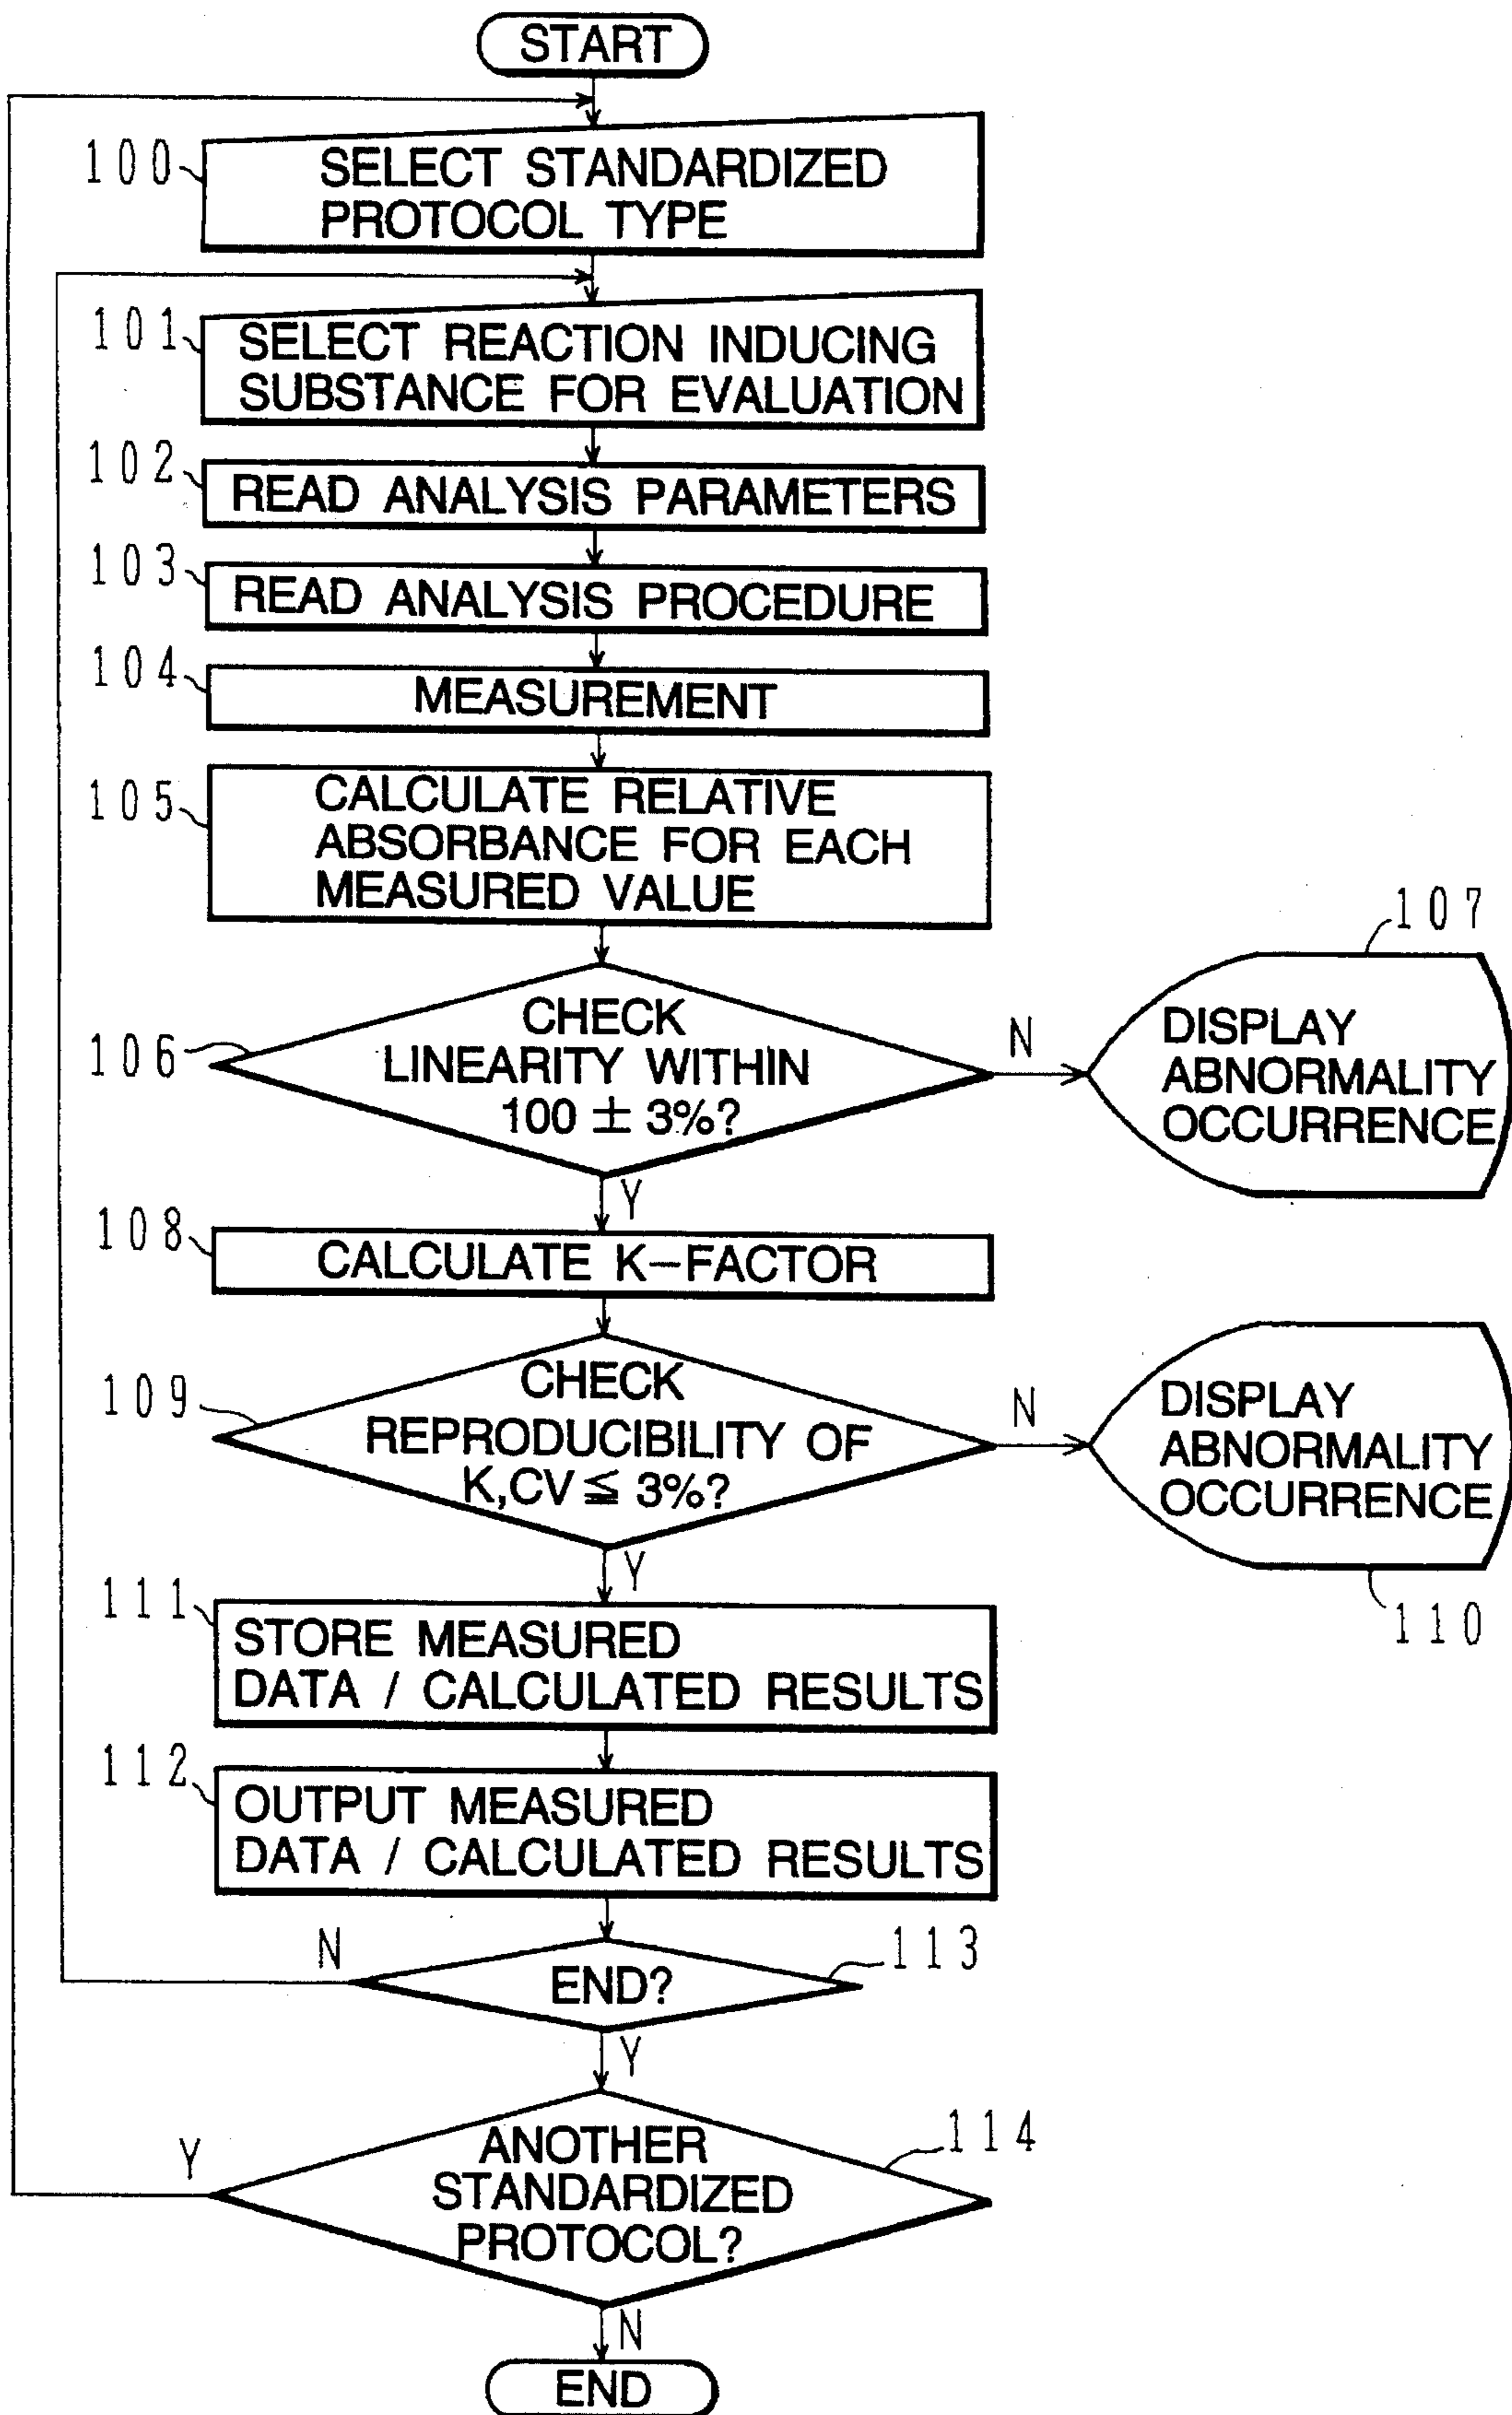 START
100
SELECT STANDARDIZED
PROTOCOL TYPE
101
SELECT REACTION INDUCING
SUBSTANCE FOR EVALUATION
102
READ ANALYSIS PARAMETERS
103
READ ANALYSIS PROCEDURE
104
MEASUREMENT
105
CALCULATE RELATIVE
ABSORBANCE FOR EACH
MEASURED VALUE
106
CHECK
LINEARITY WITHIN
100 ± 3%?
N
107
DISPLAY
ABNORMALITY
OCCURRENCE
Y
108
CALCULATE K-FACTOR
109
CHECK
REPRODUCIBILITY OF
K,CV ≦ 3%?
N
DISPLAY
ABNORMALITY
OCCURRENCE
110
Y
111
STORE MEASURED
DATA / CALCULATED RESULTS
112
OUTPUT MEASURED
DATA / CALCULATED RESULTS
N
END?
113
Y
Y
ANOTHER
STANDARDIZED
PROTOCOL?
114
N
END